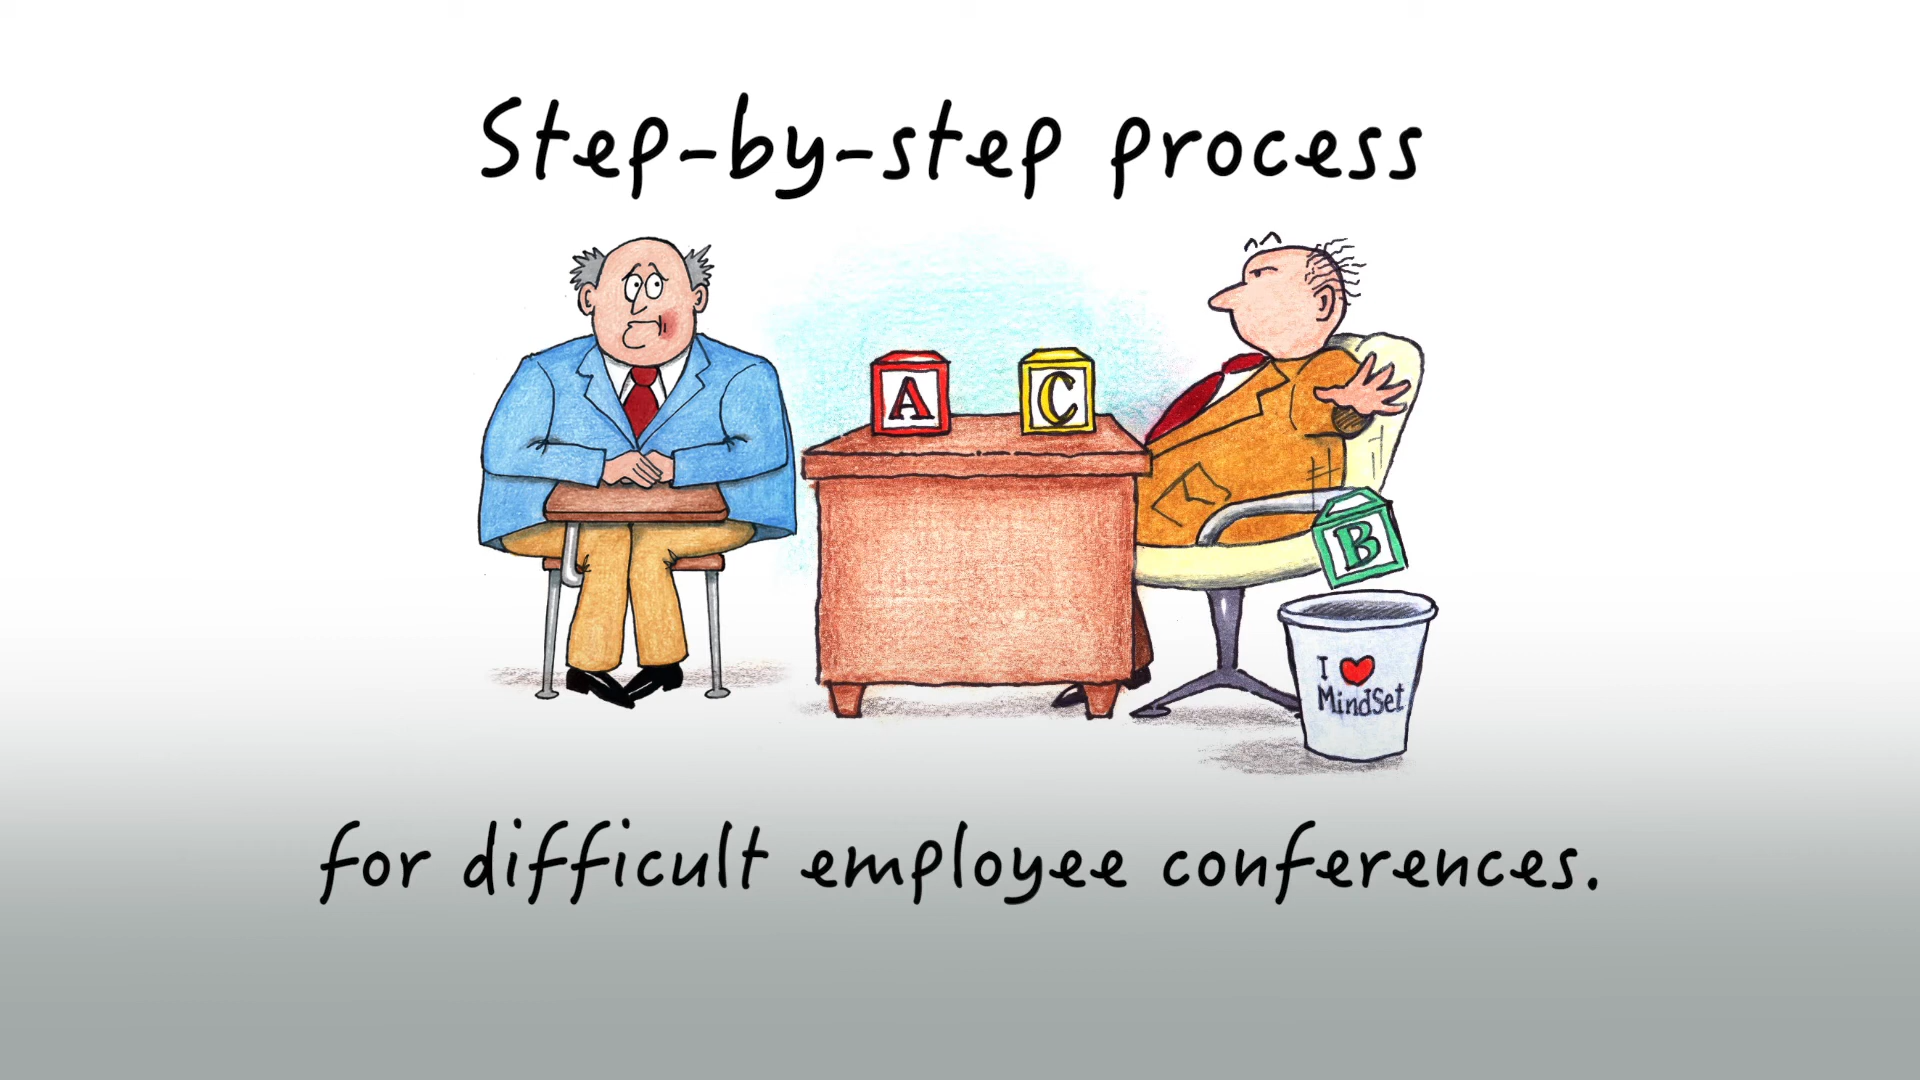 Step-by-step process
A
C
B
I ❤
MindSet
for difficult employee conferences.